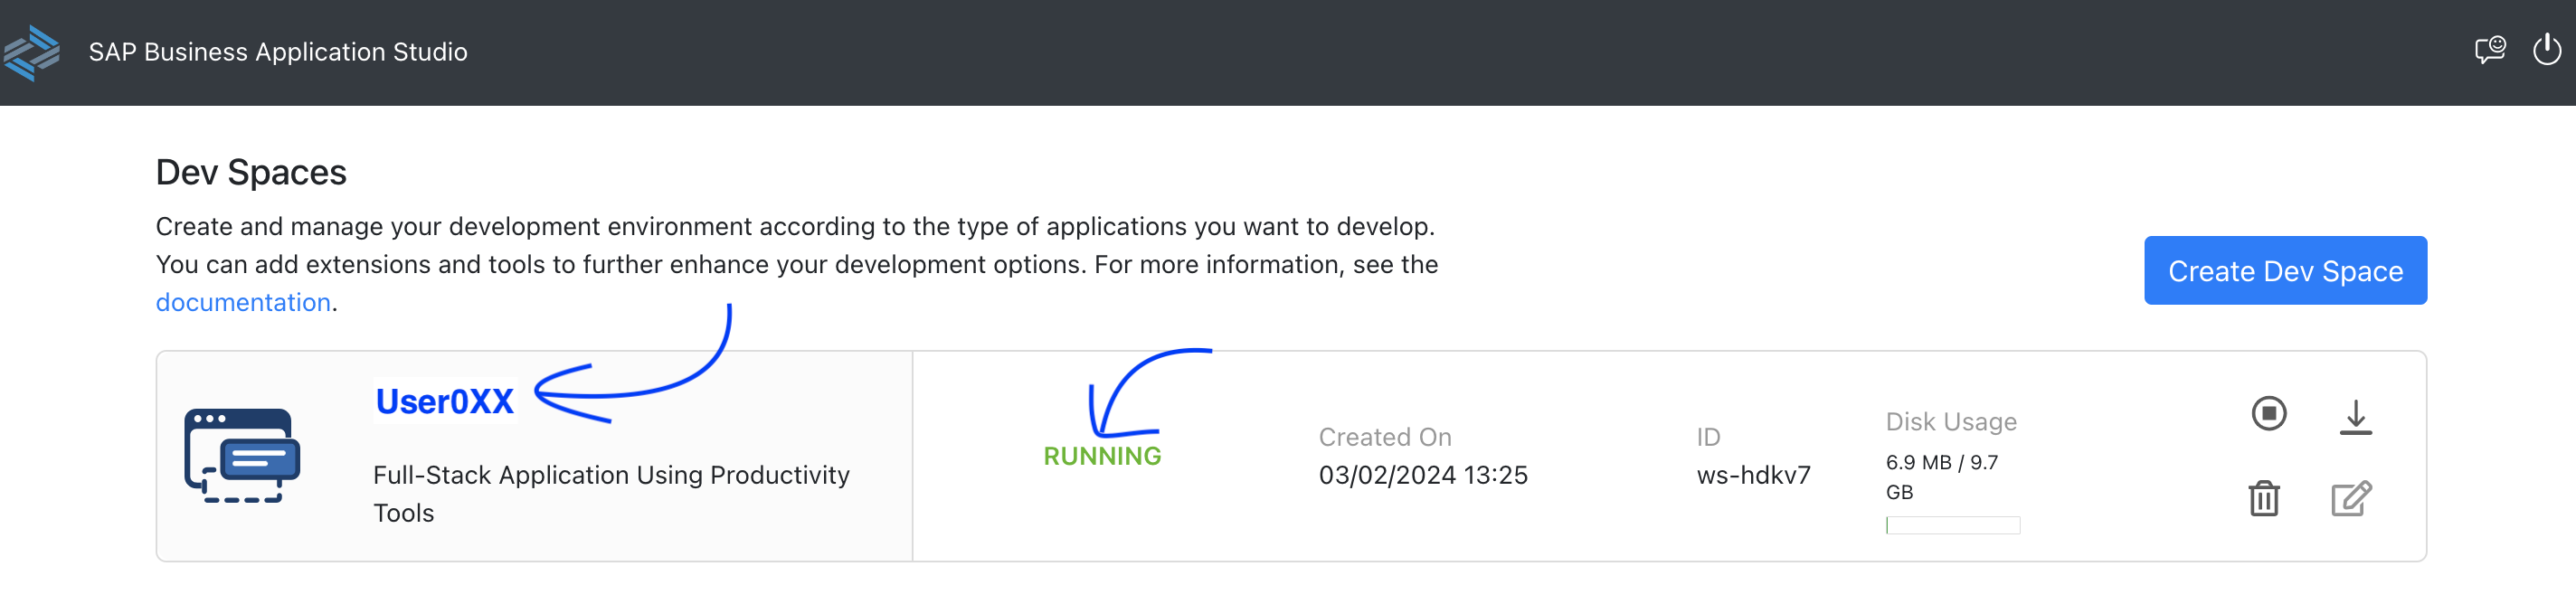 SAP Business Application Studio
Dev Spaces
Create and manage your development environment according to the type of applications you want to develop.
You can add extensions and tools to further enhance your development options. For more information, see the
documentation.
Create Dev Space
User0XX
Full-Stack Application Using Productivity
Tools
RUNNING
Created On
03/02/2024 13:25
ID
ws-hdkv7
Disk Usage
6.9 MB / 9.7
GB